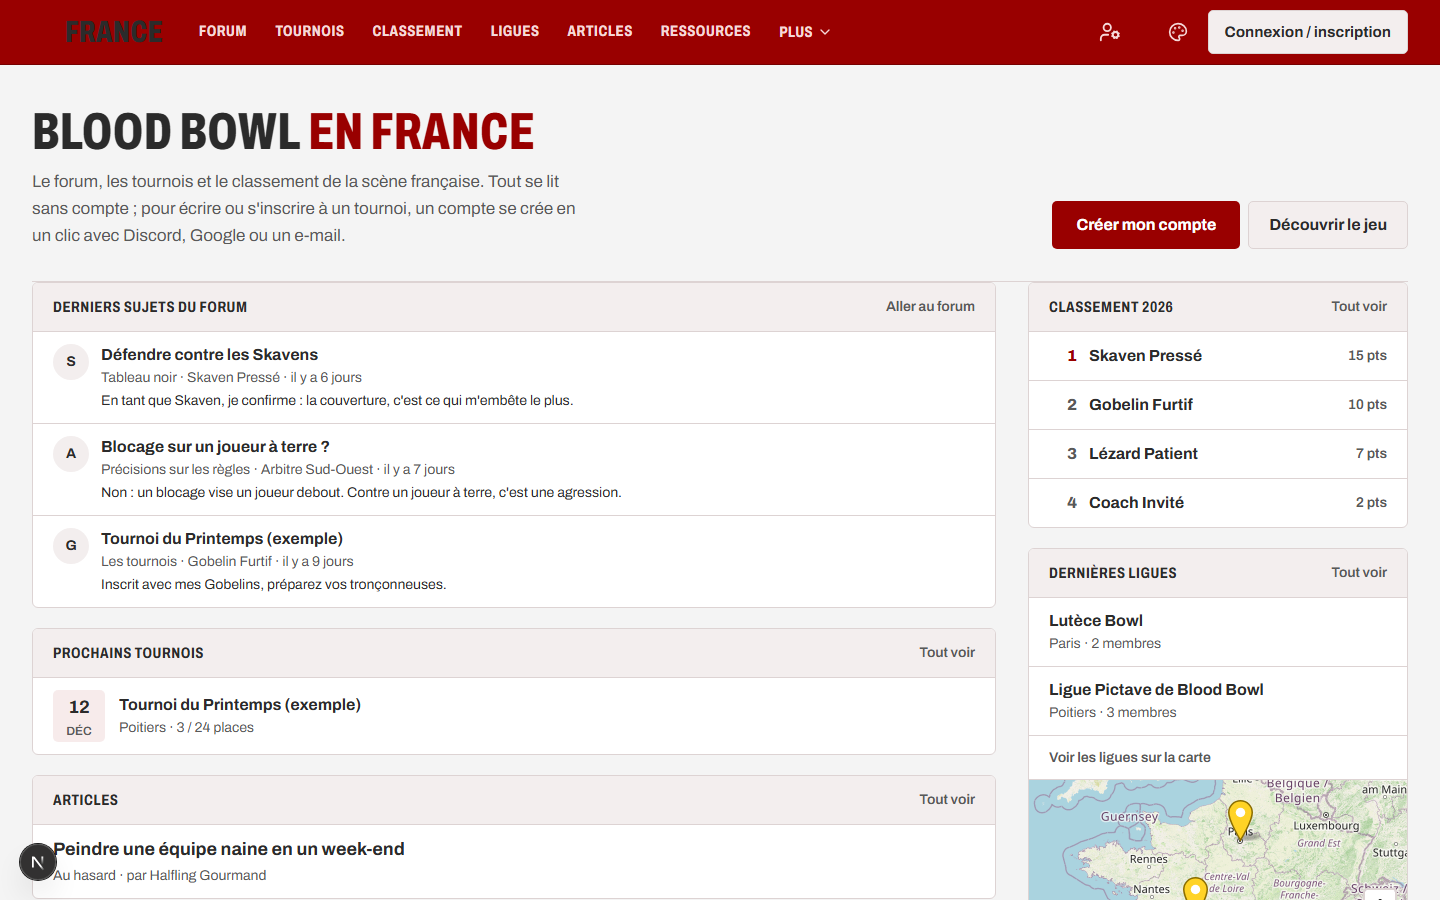 FRANCE
FORUM
TOURNOIS
CLASSEMENT
LIGUES
ARTICLES
RESSOURCES
PLUS
Connexion / inscription
BLOOD BOWL EN FRANCE
Le forum, les tournois et le classement de la scène française. Tout se lit
sans compte ; pour écrire ou s'inscrire à un tournoi, un compte se crée en
un clic avec Discord, Google ou un e-mail.
Créer mon compte
Découvrir le jeu
DERNIERS SUJETS DU FORUM
Aller au forum
S
Défendre contre les Skavens
Tableau noir · Skaven Pressé · il y a 6 jours
En tant que Skaven, je confirme : la couverture, c'est ce qui m'embête le plus.
A
Blocage sur un joueur à terre ?
Précisions sur les règles · Arbitre Sud-Ouest · il y a 7 jours
Non : un blocage vise un joueur debout. Contre un joueur à terre, c'est une agression.
G
Tournoi du Printemps (exemple)
Les tournois · Gobelin Furtif · il y a 9 jours
Inscrit avec mes Gobelins, préparez vos tronçonneuses.
PROCHAINS TOURNOIS
Tout voir
12
DÉC
Tournoi du Printemps (exemple)
Poitiers · 3 / 24 places
ARTICLES
Tout voir
Peindre une équipe naine en un week-end
Au hasard · par Halfling Gourmand
N
CLASSEMENT 2026
Tout voir
1 Skaven Pressé 15 pts
2 Gobelin Furtif 10 pts
3 Lézard Patient 7 pts
4 Coach Invité 2 pts
DERNIÈRES LIGUES
Tout voir
Lutèce Bowl
Paris · 2 membres
Ligue Pictave de Blood Bowl
Poitiers · 3 membres
Voir les ligues sur la carte
Belgique /
Belgien
am Main
Guernsey
Luxembourg
Grand Est
Rennes
Stuttga
Centre-Val
de Loire
Nantes
Bourgogne-
Franche-